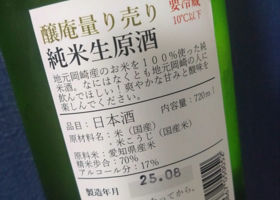 醸庵量り売り
要冷蔵
10℃以下
純米生原酒
地元岡崎産のお米を100%使った純
米酒。なにはなくとも地元岡崎の方に
飲んでほしい！爽やかな甘みと酸味を
楽しんでください。
品目：日本酒 内容量：720ml
原材料名：米（国産）
・米こうじ（国産米）
原料米：愛知県産米
精米歩合：70%
アルコール分：17%
製造年月 25.08